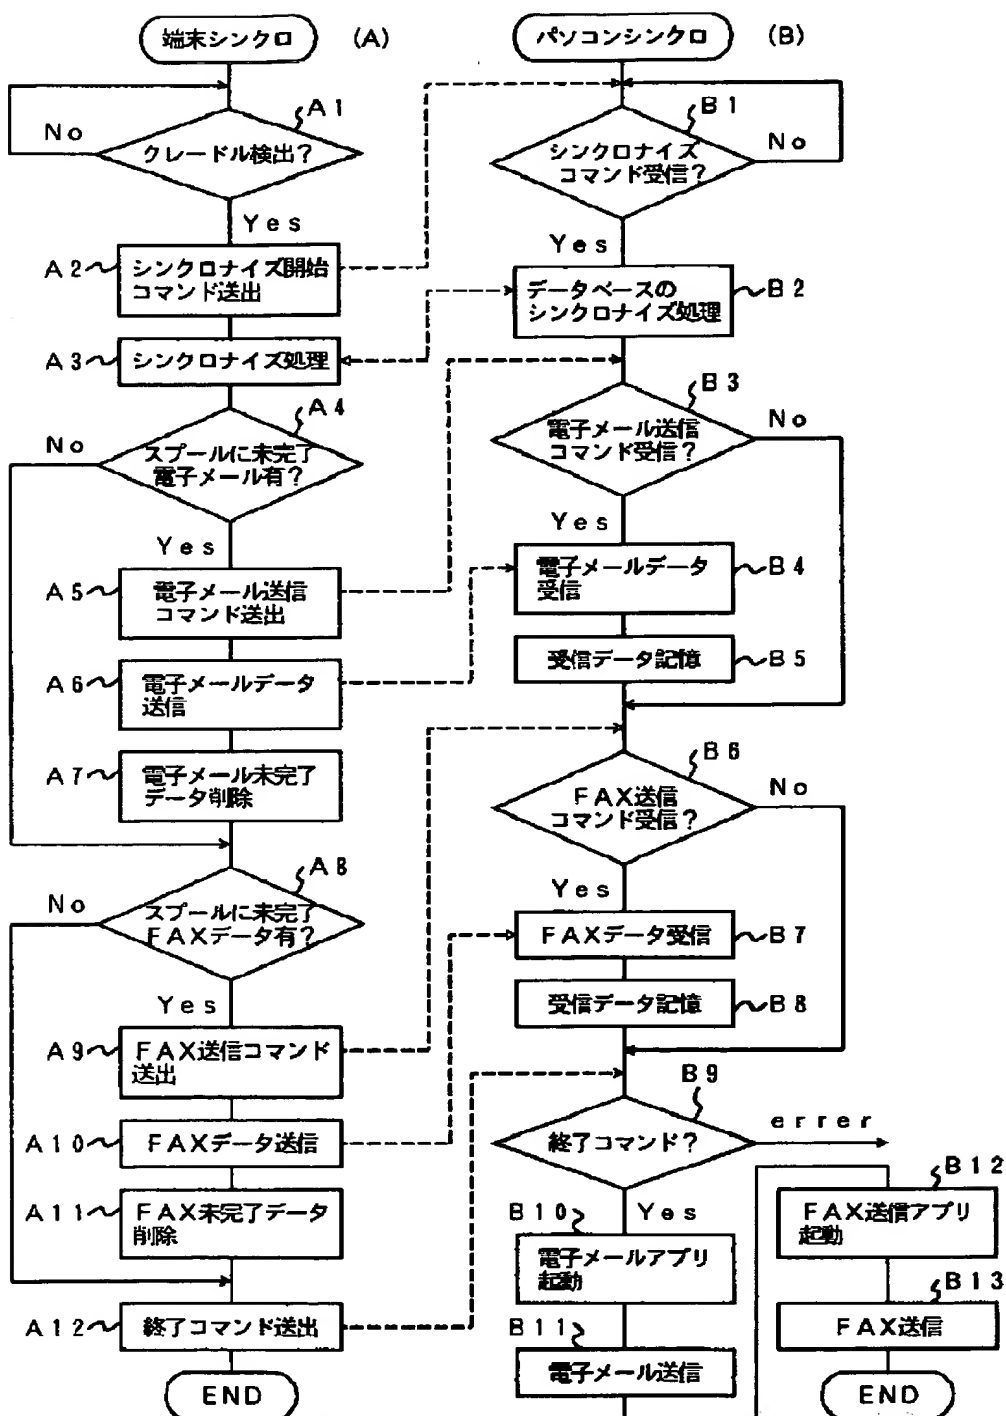 端末シンクロ
(A)
No
A1
クレードル検出?
Yes
A2
シンクロナイズ開始
コマンド送出
A3
シンクロナイズ処理
A4
No
スプールに未完了
電子メール有?
Yes
A5
電子メール送信
コマンド送出
A6
電子メールデータ
送信
A7
電子メール未完了
データ削除
A8
No
スプールに未完了
FAXデータ有?
Yes
A9
FAX送信コマンド
送出
A10
FAXデータ送信
A11
FAX未完了データ
削除
A12
終了コマンド送出
END
パソコンシンクロ
(B)
B1
シンクロナイズ
コマンド受信?
No
Yes
データベースの
シンクロナイズ処理
B2
B3
電子メール送信
コマンド受信?
No
Yes
電子メールデータ
受信
B4
受信データ記憶
B5
B6
FAX送信
コマンド受信?
No
Yes
FAXデータ受信
B7
受信データ記憶
B8
B9
終了コマンド?
errer
B10
Yes
電子メールアプリ
起動
B11
電子メール送信
B12
FAX送信アプリ
起動
B13
FAX送信
END